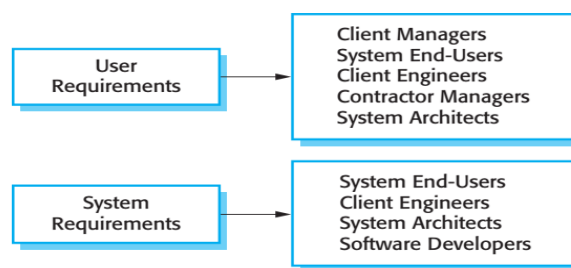 User
Requirements
Client Managers
System End-Users
Client Engineers
Contractor Managers
System Architects
System
Requirements
System End-Users
Client Engineers
System Architects
Software Developers